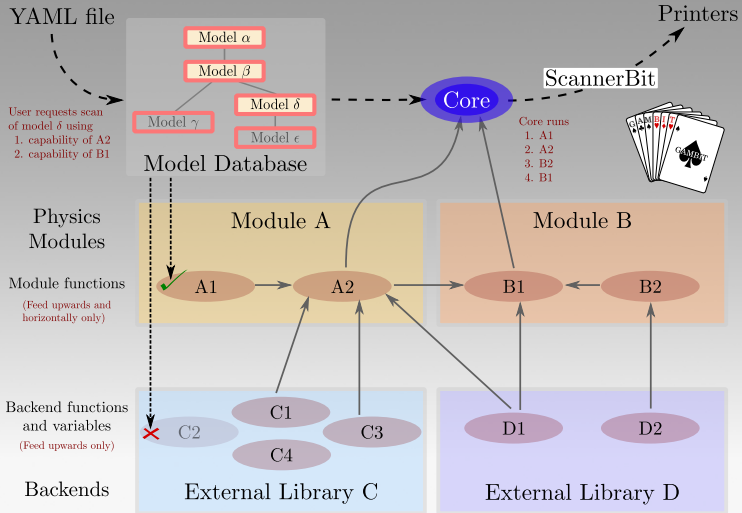 YAML file
Printers
Model α
Model β
Model δ
Model γ
Model ϵ
Model Database
Core
ScannerBit
User requests scan
of model δ using
1. capability of A2
2. capability of B1
Core runs
1. A1
2. A2
3. B2
4. B1
G
A
M
B
I
T
GAMBIT
Physics
Modules
Module A
Module B
Module functions
(Feed upwards and
horizontally only)
A1
A2
B1
B2
Backend functions
and variables
(Feed upwards only)
C1
C2
C3
C4
D1
D2
Backends
External Library C
External Library D